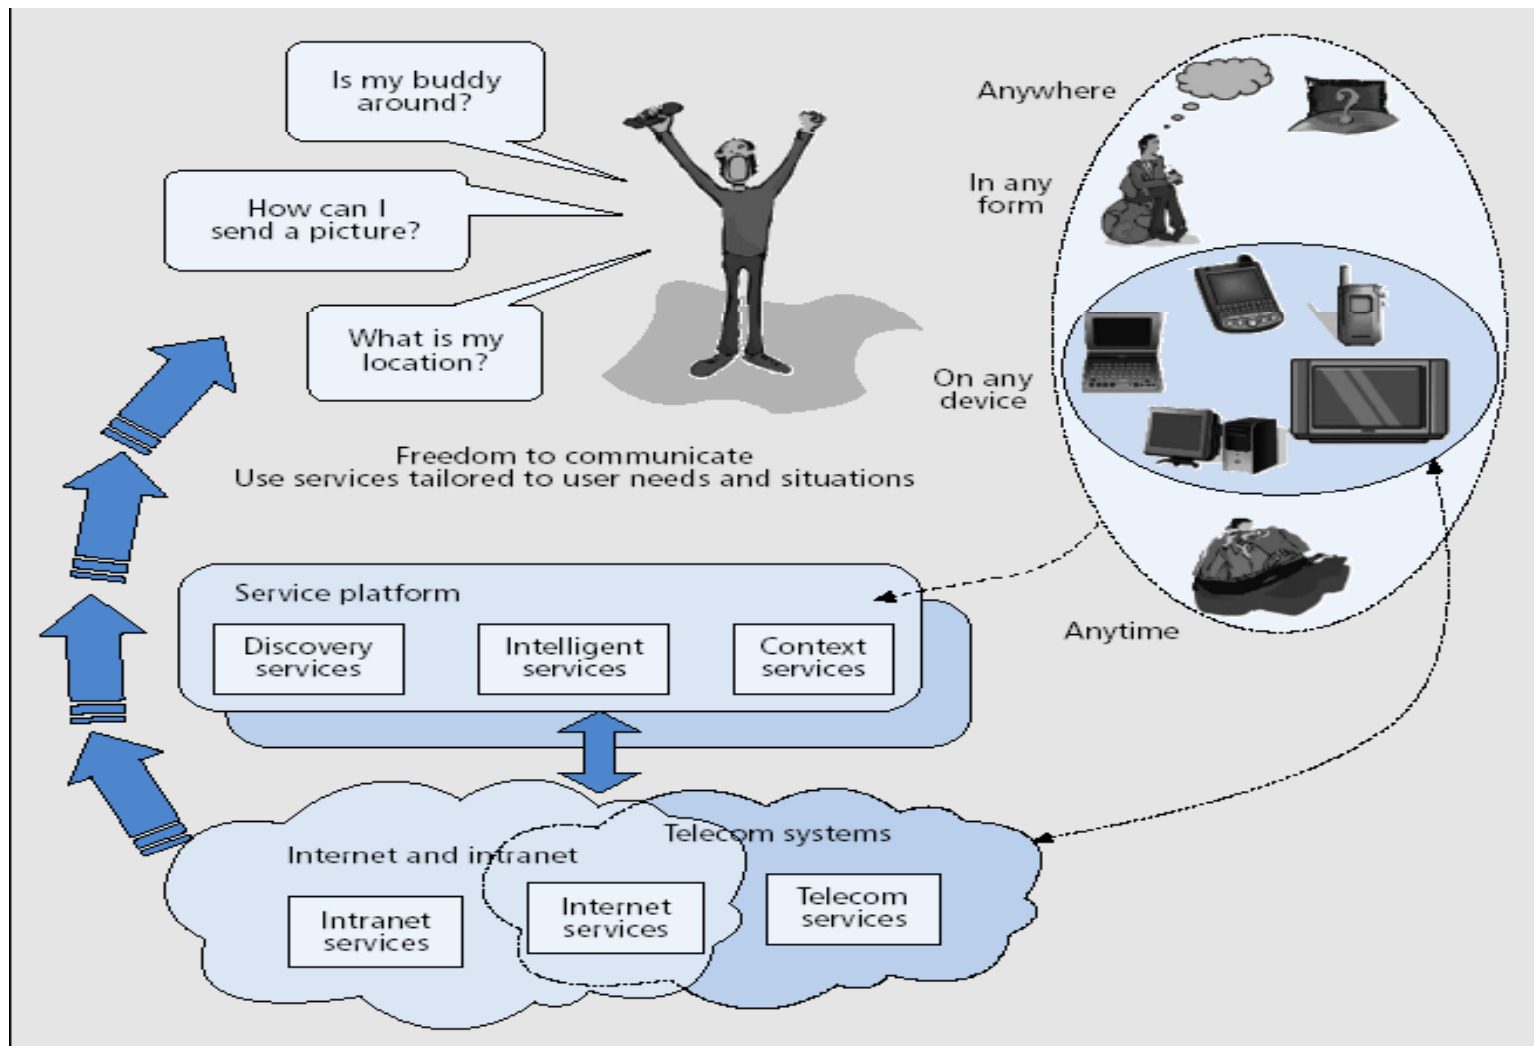 Is my buddy
around?
How can I
send a picture?
What is my
location?
Anywhere
?
In any
form
On any
device
Freedom to communicate
Use services tailored to user needs and situations
Service platform
Discovery
services
Intelligent
services
Context
services
Anytime
Telecom systems
Internet and intranet
Intranet
services
Internet
services
Telecom
services